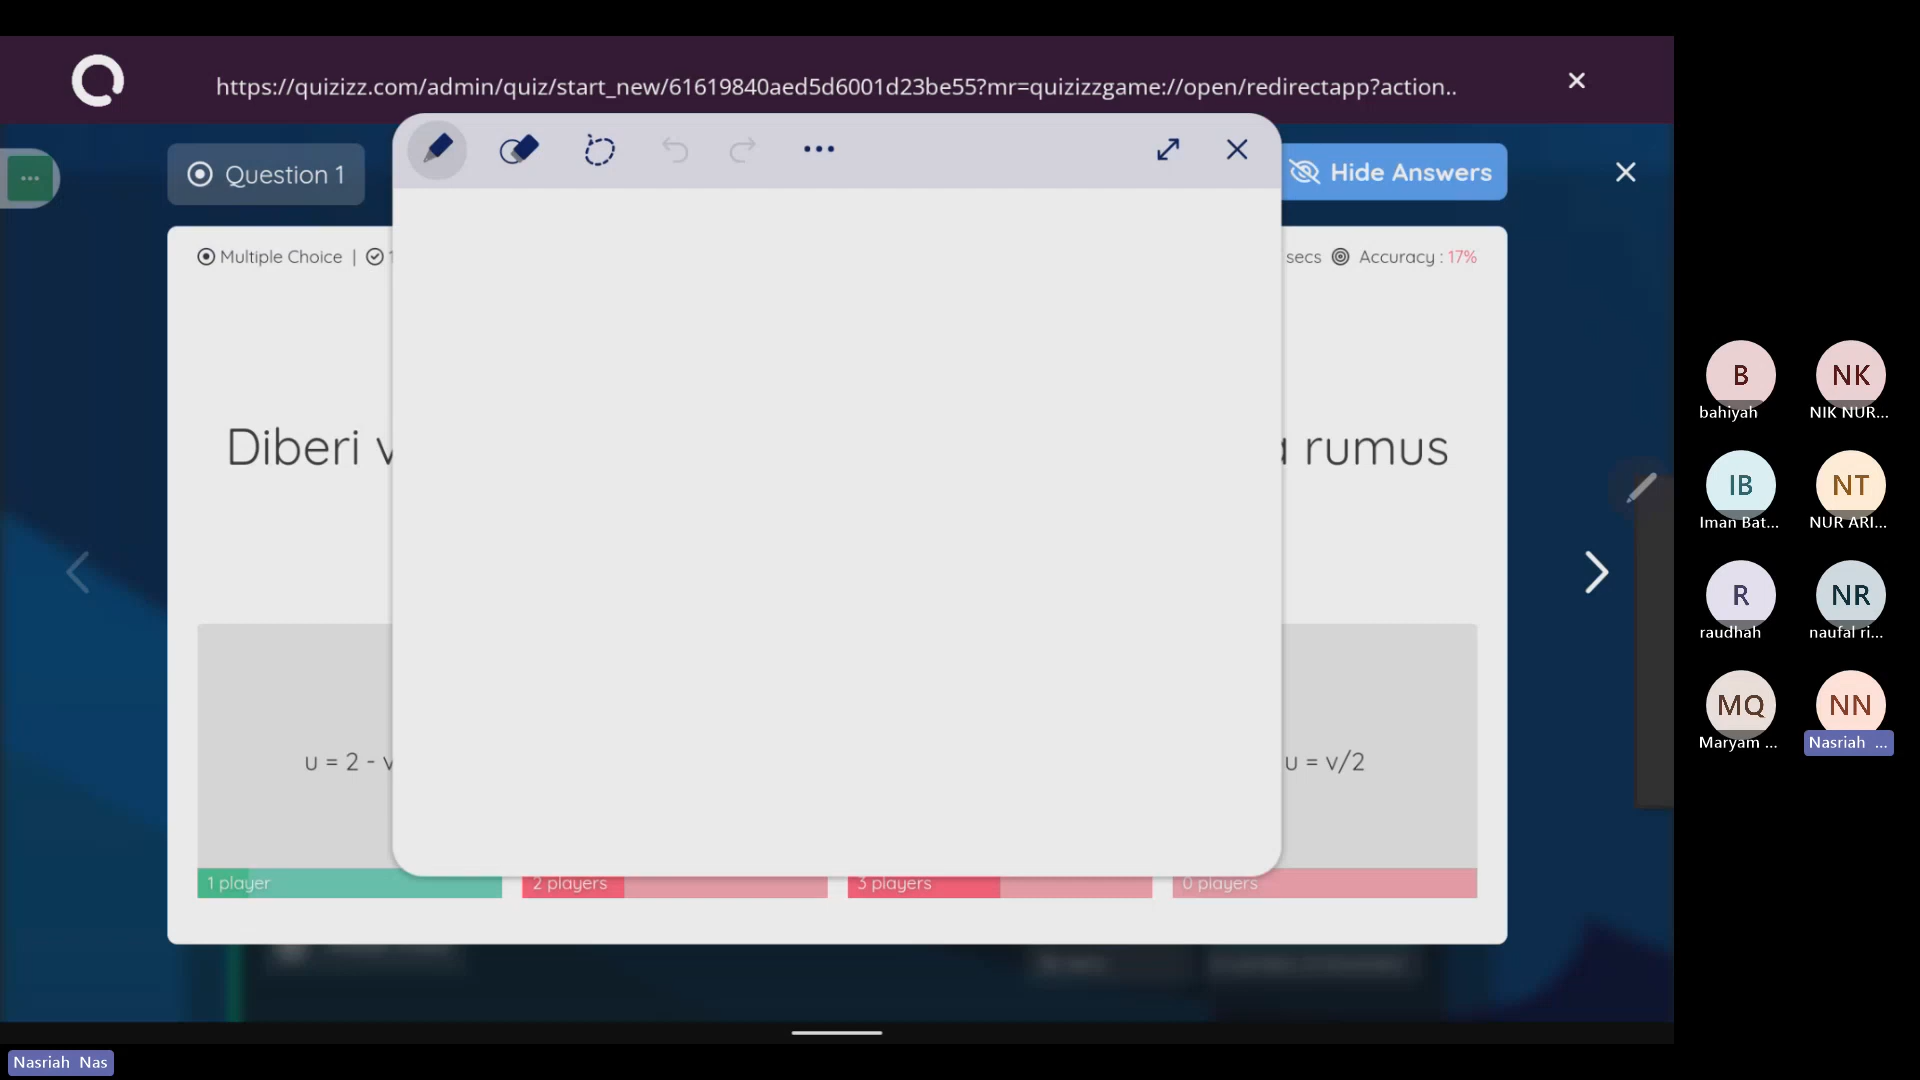 https://quizizz.com/admin/quiz/start_new/61619840aed5d6001d23be55?mr=quizizzgame://open/redirectapp?action..
Question 1
Hide Answers
Multiple Choice |
secs Accuracy : 17%
Diberi
rumus
u = 2 - v
u = v/2
1 player
2 players
3 players
0 players
B
bahiyah
NK
NIK NUR...
IB
Iman Bat...
NT
NUR ARI...
R
raudhah
NR
naufal ri...
MQ
Maryam ...
NN
Nasriah ...
Nasriah Nas